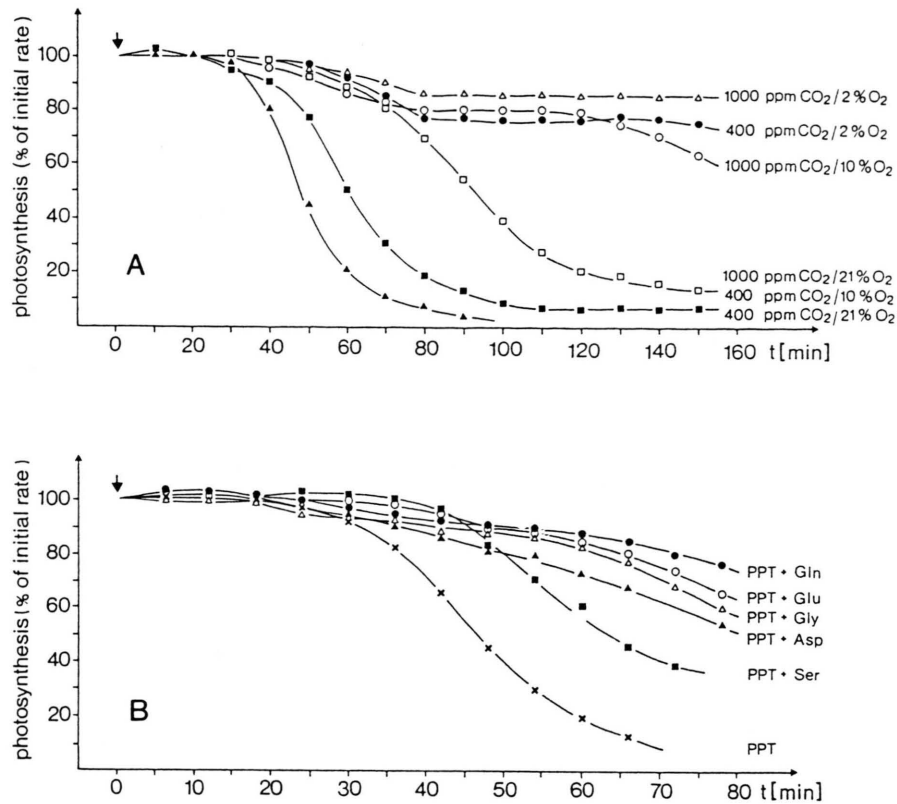 photosynthesis (% of initial rate)
100
80
60
40
20
A
1000 ppm CO₂/2%O₂
400 ppm CO₂/2%O₂
1000 ppm CO₂/10%O₂
1000 ppm CO₂/21%O₂
400 ppm CO₂/10%O₂
400 ppm CO₂/21%O₂
0 20 40 60 80 100 120 140 160 t[min]
photosynthesis (% of initial rate)
100
80
60
40
20
B
PPT + Gln
PPT + Glu
PPT + Gly
PPT + Asp
PPT + Ser
PPT
0 10 20 30 40 50 60 70 80 t[min]